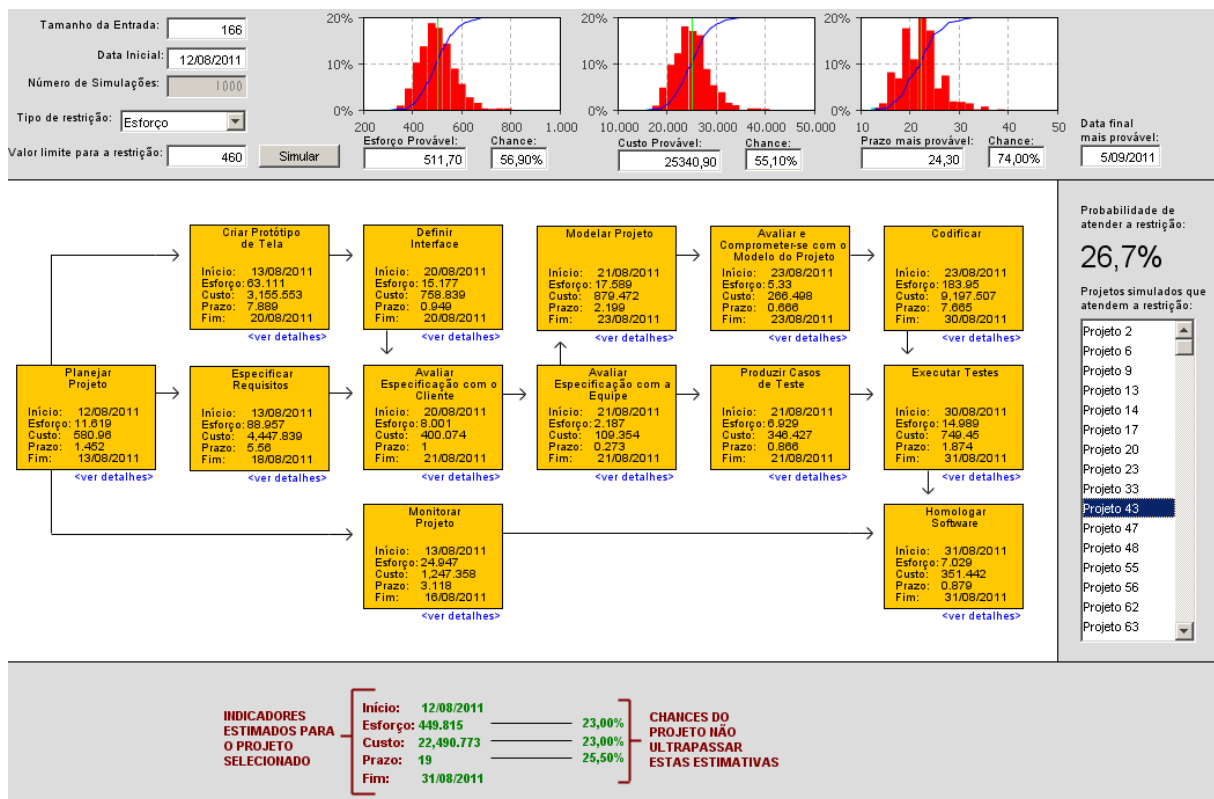 Tamanho da Entrada: 166
Data Inicial: 12/08/2011
Número de Simulações: 1000
Tipo de restrição: Esforço
Valor limite para a restrição: 460 Simular
20%
10%
0%
200 400 600 800 1.000
Esforço Provável: Chance:
511,70 56,90%
20%
10%
0%
10.000 20.000 30.000 40.000 50.000
Custo Provável: Chance:
25340,90 55,10%
20%
10%
0%
10 20 30 40 50
Prazo mais provável: Chance:
24,30 74,00%
Data final
mais provável:
5/09/2011
Criar Protótipo
de Tela
Início: 13/08/2011
Esforço: 63.111
Custo: 3,155.553
Prazo: 7.889
Fim: 20/08/2011
<ver detalhes>
Definir
Interface
Início: 20/08/2011
Esforço: 15.177
Custo: 758.839
Prazo: 0.949
Fim: 20/08/2011
<ver detalhes>
Modelar Projeto
Início: 21/08/2011
Esforço: 17.589
Custo: 879.472
Prazo: 2.199
Fim: 23/08/2011
<ver detalhes>
Avaliar e
Comprometer-se com o
Modelo do Projeto
Início: 23/08/2011
Esforço: 5.33
Custo: 266.498
Prazo: 0.666
Fim: 23/08/2011
<ver detalhes>
Codificar
Início: 23/08/2011
Esforço: 183.95
Custo: 9,197.507
Prazo: 7.665
Fim: 30/08/2011
<ver detalhes>
Planejar
Projeto
Início: 12/08/2011
Esforço: 11.619
Custo: 580.96
Prazo: 1.452
Fim: 13/08/2011
<ver detalhes>
Especificar
Requisitos
Início: 13/08/2011
Esforço: 88.957
Custo: 4,447.839
Prazo: 5.56
Fim: 18/08/2011
<ver detalhes>
Avaliar
Especificação com o
Cliente
Início: 20/08/2011
Esforço: 8.001
Custo: 400.074
Prazo: 1
Fim: 21/08/2011
<ver detalhes>
Avaliar
Especificação com a
Equipe
Início: 21/08/2011
Esforço: 2.187
Custo: 109.354
Prazo: 0.273
Fim: 21/08/2011
<ver detalhes>
Produzir Casos
de Teste
Início: 21/08/2011
Esforço: 6.929
Custo: 346.427
Prazo: 0.866
Fim: 21/08/2011
<ver detalhes>
Executar Testes
Início: 30/08/2011
Esforço: 14.989
Custo: 749.45
Prazo: 1.874
Fim: 31/08/2011
<ver detalhes>
Monitorar
Projeto
Início: 13/08/2011
Esforço: 24.947
Custo: 1,247.358
Prazo: 3.118
Fim: 16/08/2011
<ver detalhes>
Homologar
Software
Início: 31/08/2011
Esforço: 7.029
Custo: 351.442
Prazo: 0.879
Fim: 31/08/2011
<ver detalhes>
Probabilidade de
atender a restrição:
26,7%
Projetos simulados que
atendem a restrição:
Projeto 2
Projeto 6
Projeto 9
Projeto 13
Projeto 14
Projeto 17
Projeto 20
Projeto 23
Projeto 33
Projeto 43
Projeto 47
Projeto 48
Projeto 55
Projeto 56
Projeto 62
Projeto 63
INDICADORES
ESTIMADOS PARA
O PROJETO
SELECIONADO
Início: 12/08/2011
Esforço: 449.815 23,00%
Custo: 22,490.773 23,00%
Prazo: 19 25,50%
Fim: 31/08/2011
CHANCES DO
PROJETO NÃO
ULTRAPASSAR
ESTAS ESTIMATIVAS